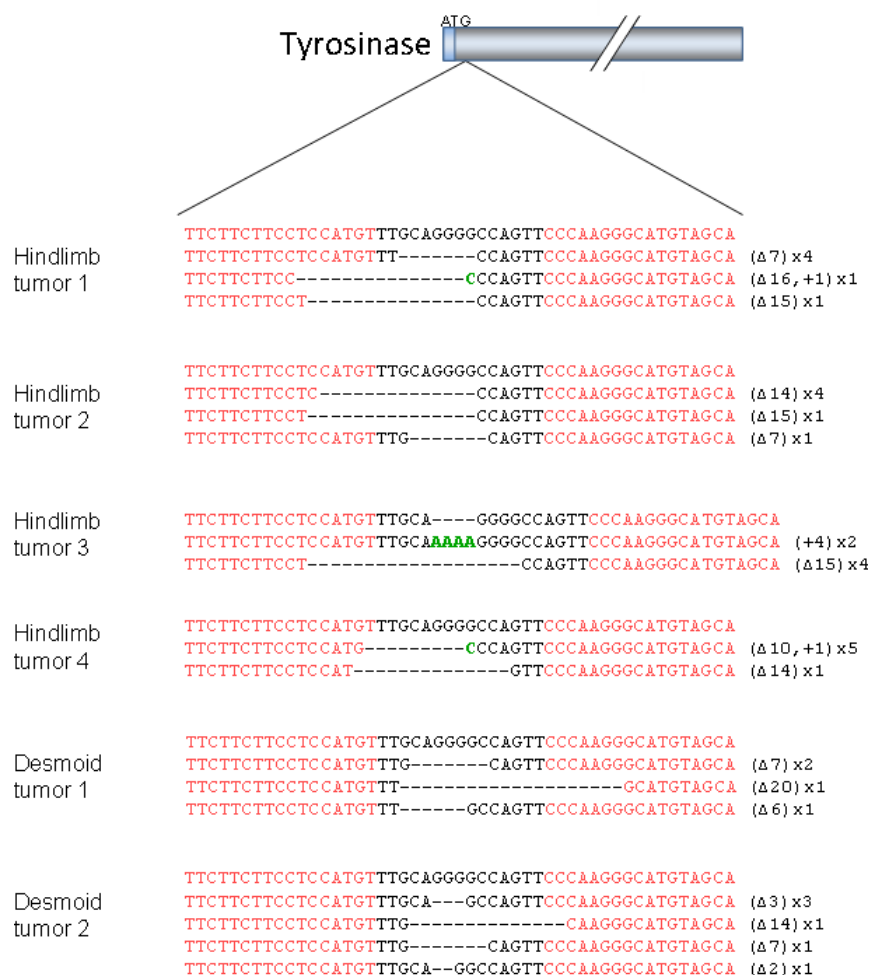 ATG
Tyrosinase
Hindlimb
tumor 1
TTCTTCTTCCTCCATGTTTGCAGGGGCCAGTTCCCAAGGGCATGTAGCA
TTCTTCTTCCTCCATGTTT-------CCAGTTCCCAAGGGCATGTAGCA (Δ7)x4
TTCTTCTTCC---------------CCCAGTTCCCAAGGGCATGTAGCA (Δ16,+1)x1
TTCTTCTTCCT---------------CCAGTTCCCAAGGGCATGTAGCA (Δ15)x1
Hindlimb
tumor 2
TTCTTCTTCCTCCATGTTTGCAGGGGCCAGTTCCCAAGGGCATGTAGCA
TTCTTCTTCCTC--------------CCAGTTCCCAAGGGCATGTAGCA (Δ14)x4
TTCTTCTTCCT---------------CCAGTTCCCAAGGGCATGTAGCA (Δ15)x1
TTCTTCTTCCTCCATGTTTG-------CAGTTCCCAAGGGCATGTAGCA (Δ7)x1
Hindlimb
tumor 3
TTCTTCTTCCTCCATGTTTGCA----GGGGCCAGTTCCCAAGGGCATGTAGCA
TTCTTCTTCCTCCATGTTTGCAAAAAGGGGCCAGTTCCCAAGGGCATGTAGCA (+4)x2
TTCTTCTTCCT-------------------CCAGTTCCCAAGGGCATGTAGCA (Δ15)x4
Hindlimb
tumor 4
TTCTTCTTCCTCCATGTTTGCAGGGGCCAGTTCCCAAGGGCATGTAGCA
TTCTTCTTCCTCCATG---------CCCAGTTCCCAAGGGCATGTAGCA (Δ10,+1)x5
TTCTTCTTCCTCCAT--------------GTTCCCAAGGGCATGTAGCA (Δ14)x1
Desmoid
tumor 1
TTCTTCTTCCTCCATGTTTGCAGGGGCCAGTTCCCAAGGGCATGTAGCA
TTCTTCTTCCTCCATGTTTG-------CAGTTCCCAAGGGCATGTAGCA (Δ7)x2
TTCTTCTTCCTCCATGTTT--------------------GCATGTAGCA (Δ20)x1
TTCTTCTTCCTCCATGTTT------GCCAGTTCCCAAGGGCATGTAGCA (Δ6)x1
Desmoid
tumor 2
TTCTTCTTCCTCCATGTTTGCAGGGGCCAGTTCCCAAGGGCATGTAGCA
TTCTTCTTCCTCCATGTTTGCA---GCCAGTTCCCAAGGGCATGTAGCA (Δ3)x3
TTCTTCTTCCTCCATGTTTG--------------CAAGGGCATGTAGCA (Δ14)x1
TTCTTCTTCCTCCATGTTTG-------CAGTTCCCAAGGGCATGTAGCA (Δ7)x1
TTCTTCTTCCTCCATGTTTGCA--GGCCAGTTCCCAAGGGCATGTAGCA (Δ2)x1